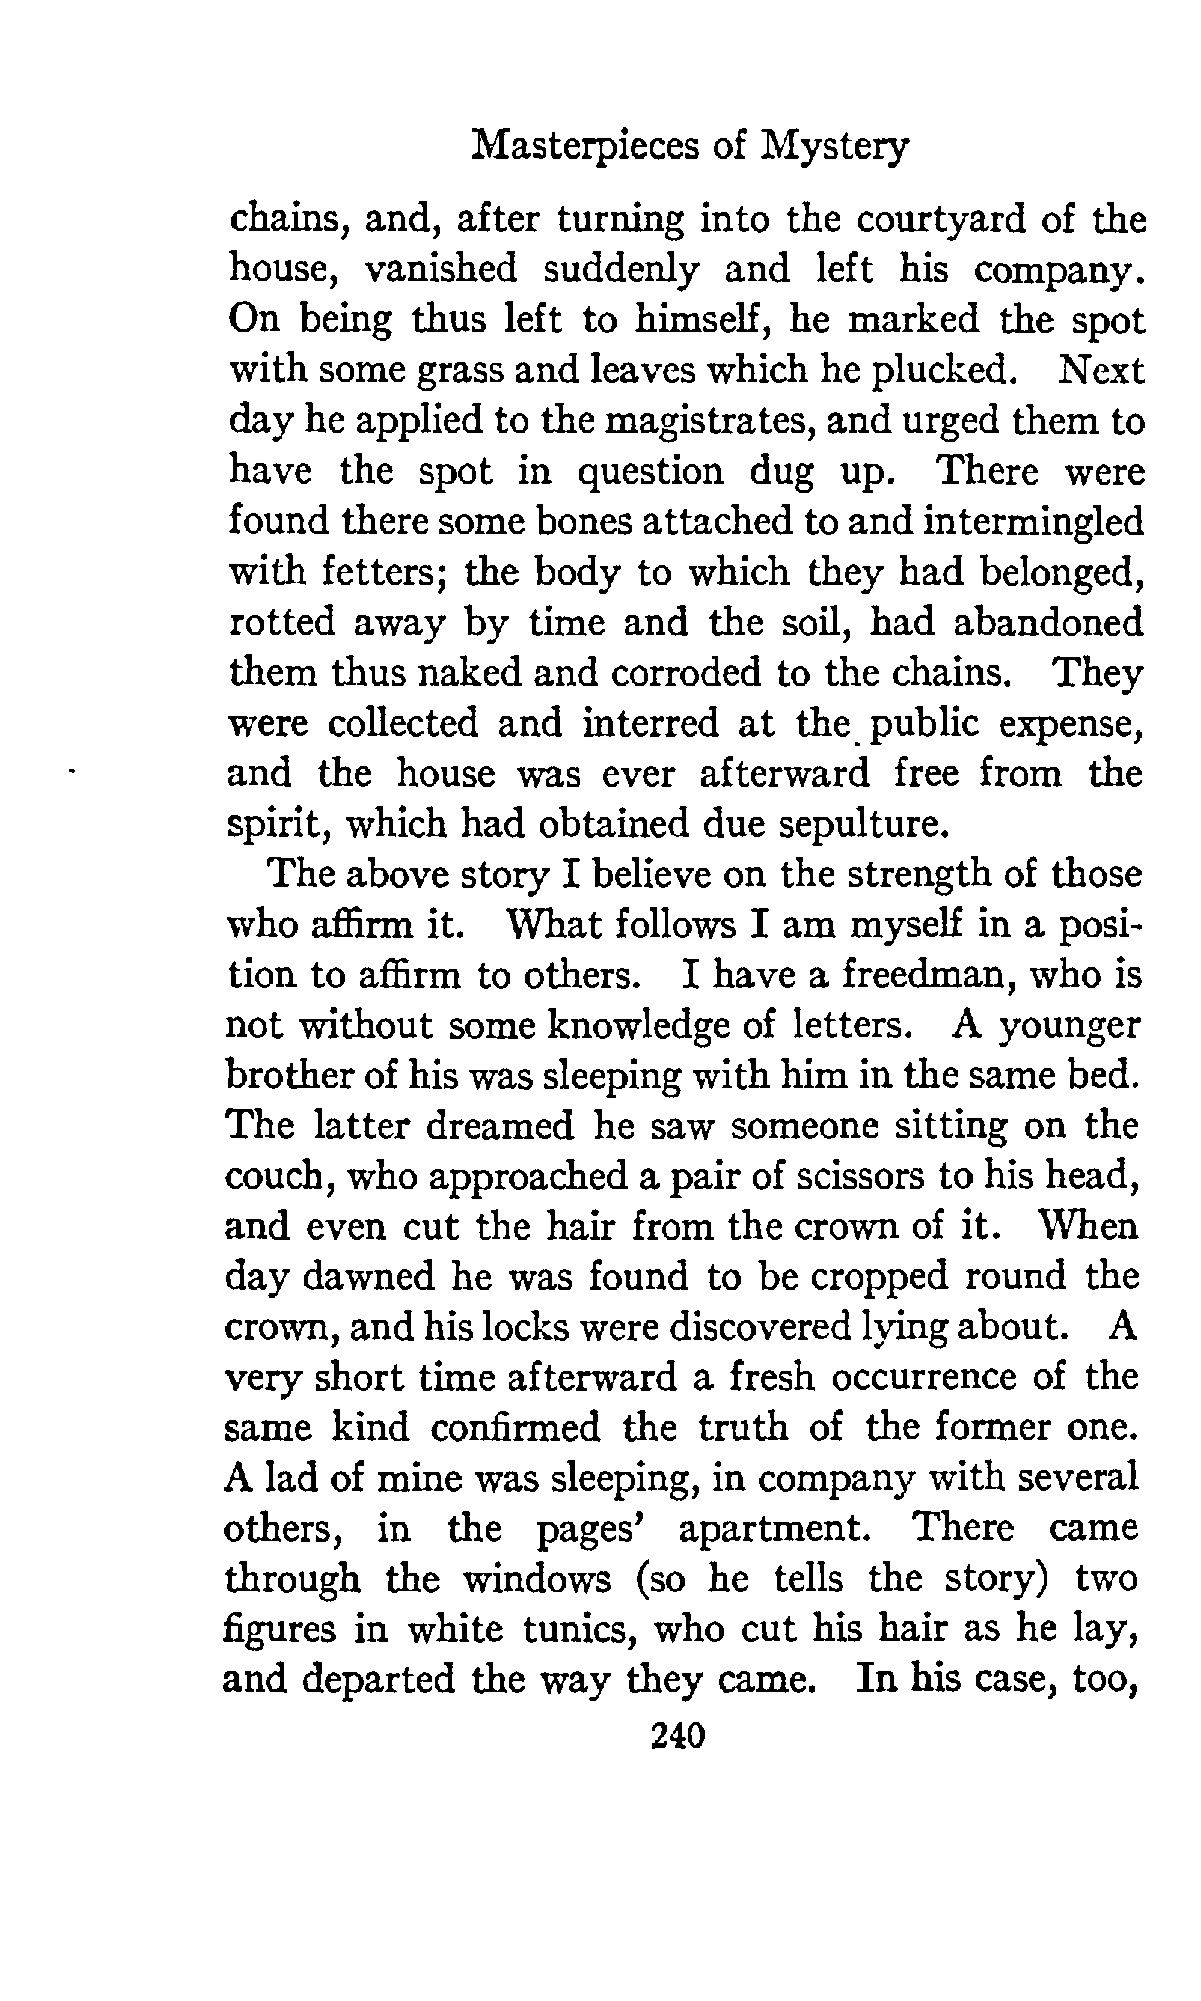 Masterpieces of Mystery
chains, and, after turning into the courtyard of the
house, vanished suddenly and left his company.
On being thus left to himself, he marked the spot
with some grass and leaves which he plucked. Next
day he applied to the magistrates, and urged them to
have the spot in question dug up. There were
found there some bones attached to and intermingled
with fetters; the body to which they had belonged,
rotted away by time and the soil, had abandoned
them thus naked and corroded to the chains. They
were collected and interred at the public expense,
and the house was ever afterward free from the
spirit, which had obtained due sepulture.
The above story I believe on the strength of those
who affirm it. What follows I am myself in a posi-
tion to affirm to others. I have a freedman, who is
not without some knowledge of letters. A younger
brother of his was sleeping with him in the same bed.
The latter dreamed he saw someone sitting on the
couch, who approached a pair of scissors to his head,
and even cut the hair from the crown of it. When
day dawned he was found to be cropped round the
crown, and his locks were discovered lying about. A
very short time afterward a fresh occurrence of the
same kind confirmed the truth of the former one.
A lad of mine was sleeping, in company with several
others, in the pages' apartment. There came
through the windows (so he tells the story) two
figures in white tunics, who cut his hair as he lay,
and departed the way they came. In his case, too,
240